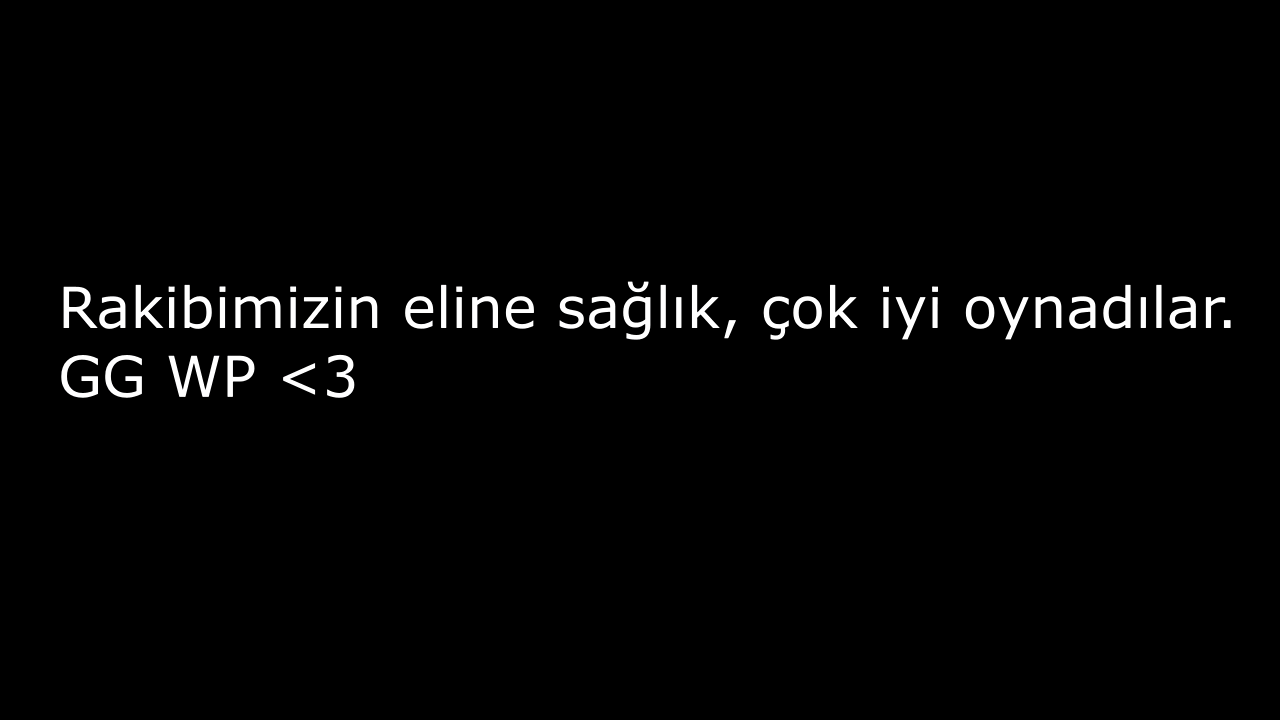 Rakibimizin eline sağlık, çok iyi oynadılar.
GG WP <3